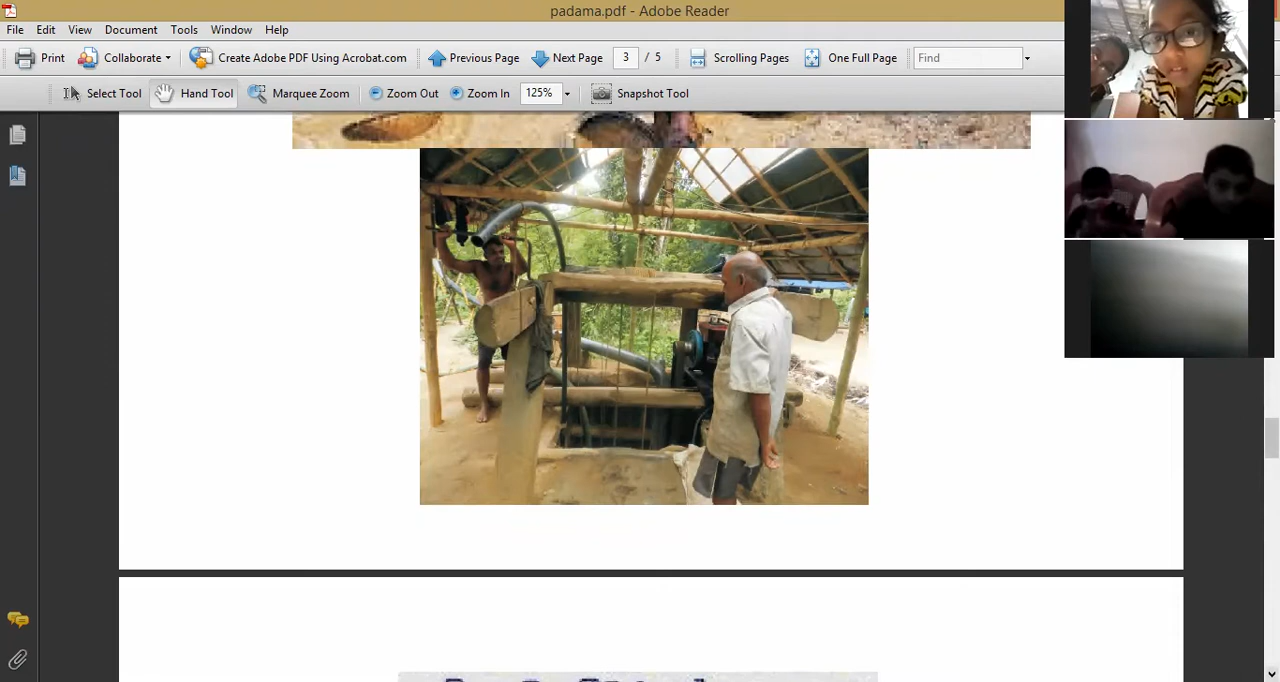 padama.pdf - Adobe Reader
File Edit View Document Tools Window Help
Print Collaborate Create Adobe PDF Using Acrobat.com Previous Page 3 / 5 Next Page Scrolling Pages One Full Page Find
Select Tool Hand Tool Marquee Zoom Zoom Out Zoom In 125% Snapshot Tool